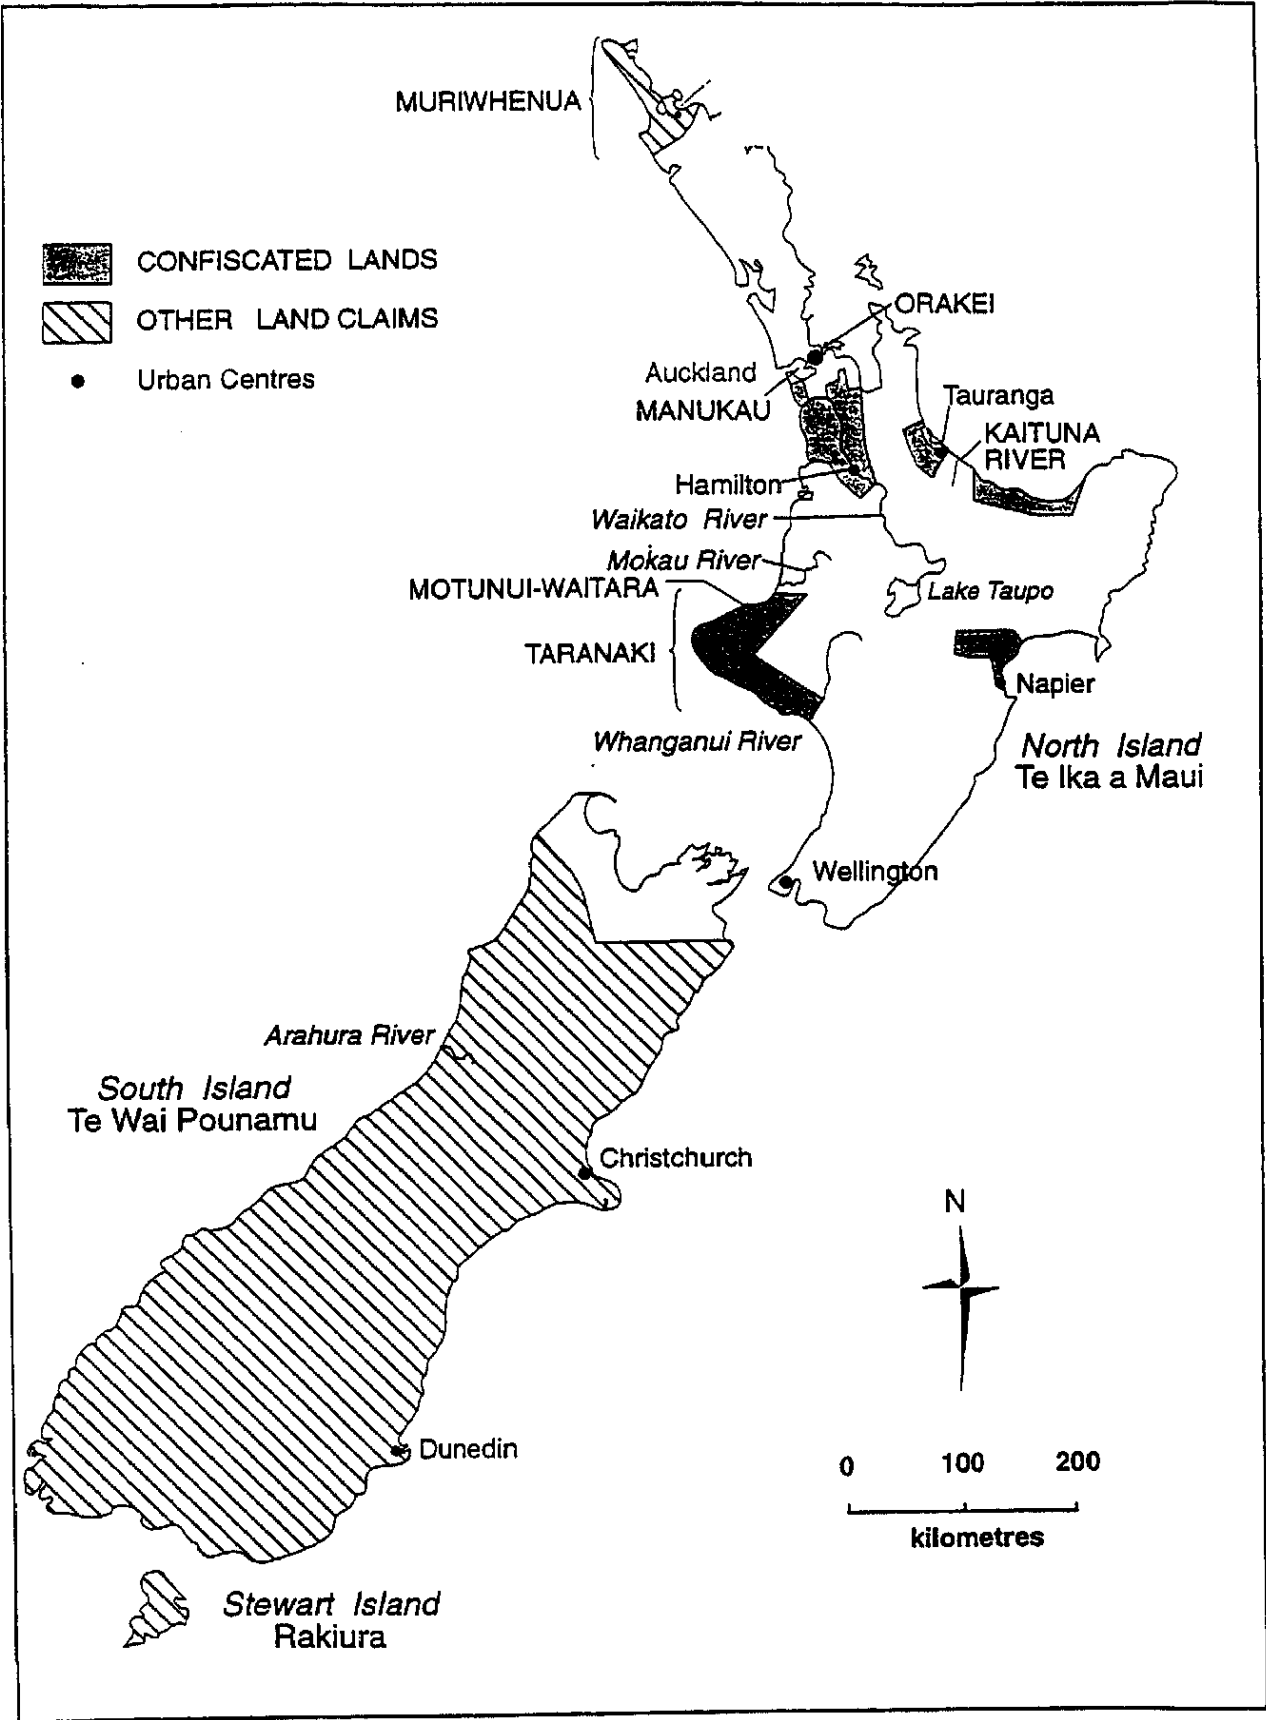 MURIWHENUA
CONFISCATED LANDS
OTHER LAND CLAIMS
Urban Centres
ORAKEI
Auckland
MANUKAU
Tauranga
KAITUNA
RIVER
Hamilton
Waikato River
Mokau River
MOTUNUI-WAITARA
Lake Taupo
TARANAKI
Napier
Whanganui River
North Island
Te Ika a Maui
Wellington
Arahura River
South Island
Te Wai Pounamu
Christchurch
N
Dunedin
0 100 200
kilometres
Stewart Island
Rakiura